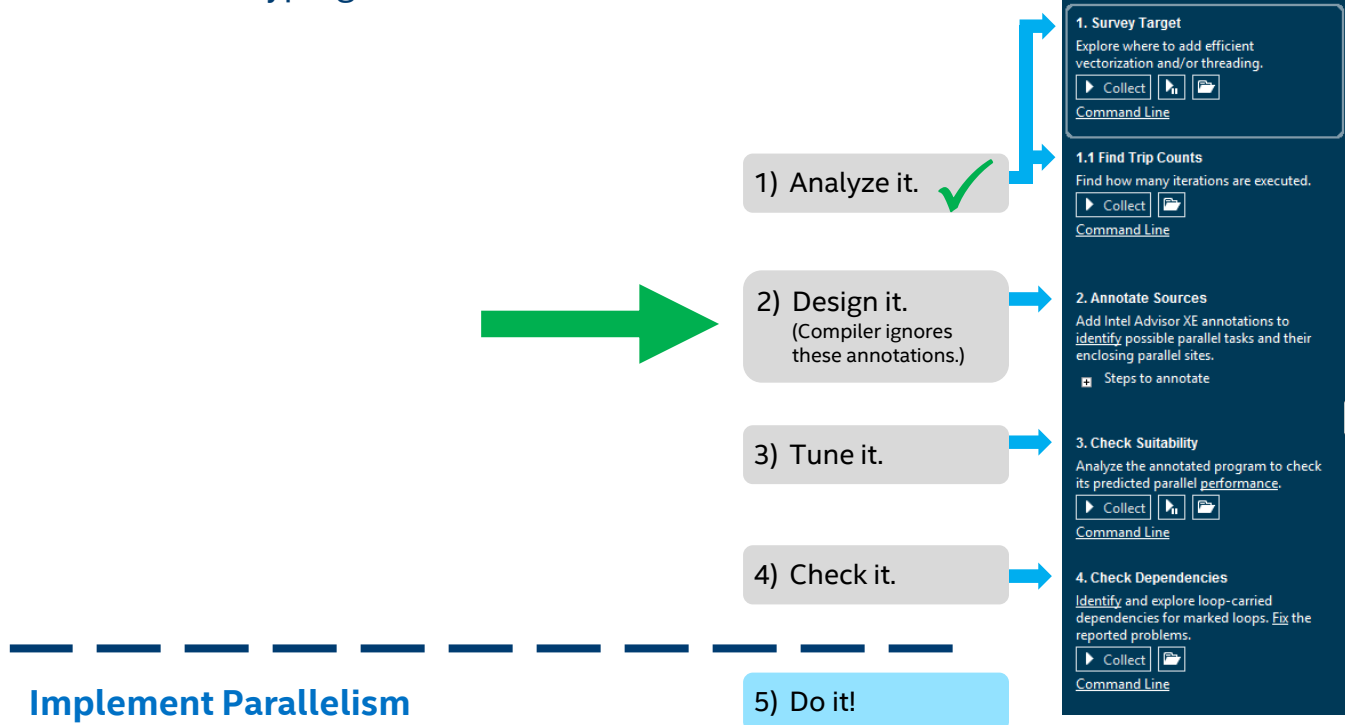 1) Analyze it.
2) Design it.
(Compiler ignores
these annotations.)
3) Tune it.
4) Check it.
Implement Parallelism
5) Do it!
1. Survey Target
Explore where to add efficient
vectorization and/or threading.
Collect
Command Line
1.1 Find Trip Counts
Find how many iterations are executed.
Collect
Command Line
2. Annotate Sources
Add Intel Advisor XE annotations to
identify possible parallel tasks and their
enclosing parallel sites.
Steps to annotate
3. Check Suitability
Analyze the annotated program to check
its predicted parallel performance.
Collect
Command Line
4. Check Dependencies
Identify and explore loop-carried
dependencies for marked loops. Fix the
reported problems.
Collect
Command Line